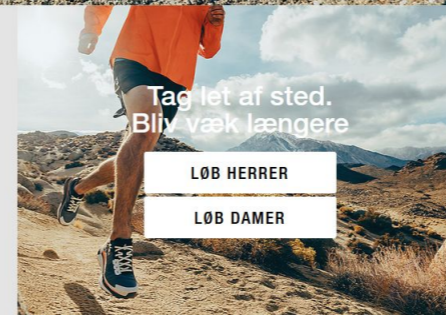 Tag let af sted.
Bliv væk længere
LØB HERRER
LØB DAMER